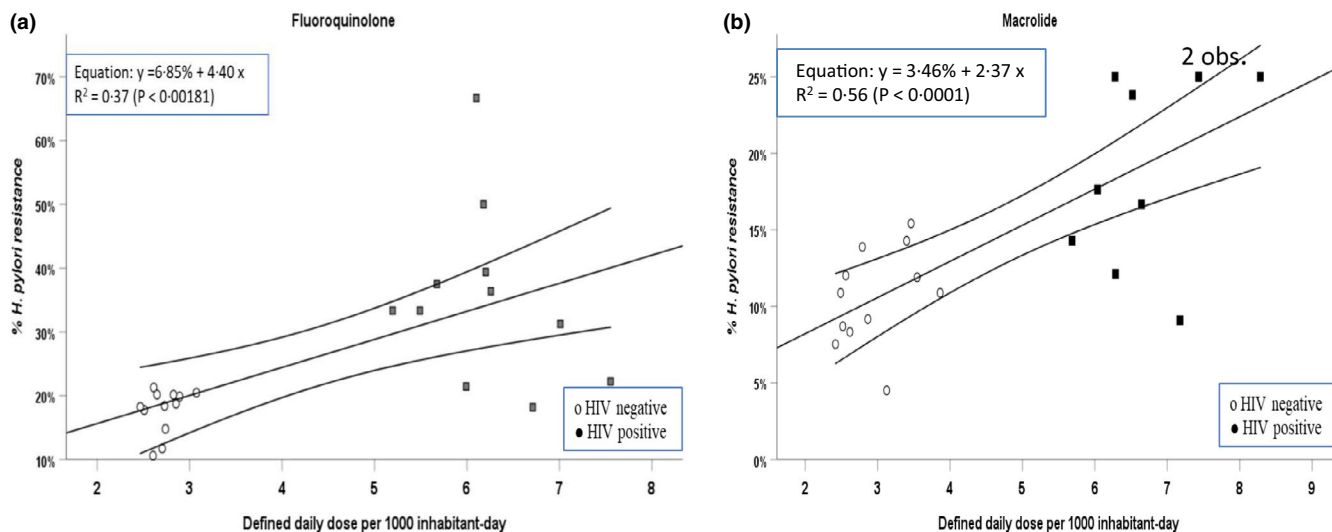 (a)
Fluoroquinolone
Equation: y =6·85% + 4·40 x
R² = 0·37 (P < 0·00181)
70%
60%
50%
40%
30%
20%
10%
% H. pylori resistance
HIV negative
HIV positive
2 3 4 5 6 7 8
Defined daily dose per 1000 inhabitant-day
(b)
Macrolide
2 obs.
Equation: y = 3·46% + 2·37 x
R² = 0·56 (P < 0·0001)
25%
20%
15%
10%
5%
0%
% H. pylori resistance
HIV negative
HIV positive
2 3 4 5 6 7 8 9
Defined daily dose per 1000 inhabitant-day